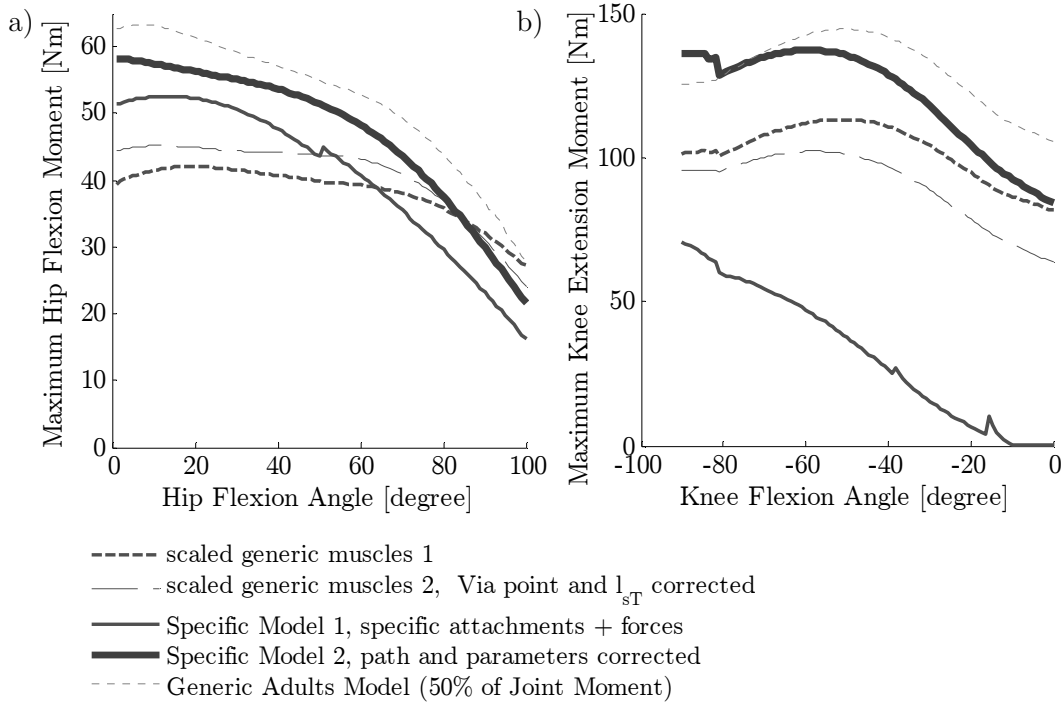 a)
Maximum Hip Flexion Moment [Nm]
60
50
40
30
20
10
0
0 20 40 60 80 100
Hip Flexion Angle [degree]
b)
Maximum Knee Extension Moment [Nm]
150
100
50
0
-100 -80 -60 -40 -20 0
Knee Flexion Angle [degree]
scaled generic muscles 1
scaled generic muscles 2, Via point and l_sT corrected
Specific Model 1, specific attachments + forces
Specific Model 2, path and parameters corrected
Generic Adults Model (50% of Joint Moment)